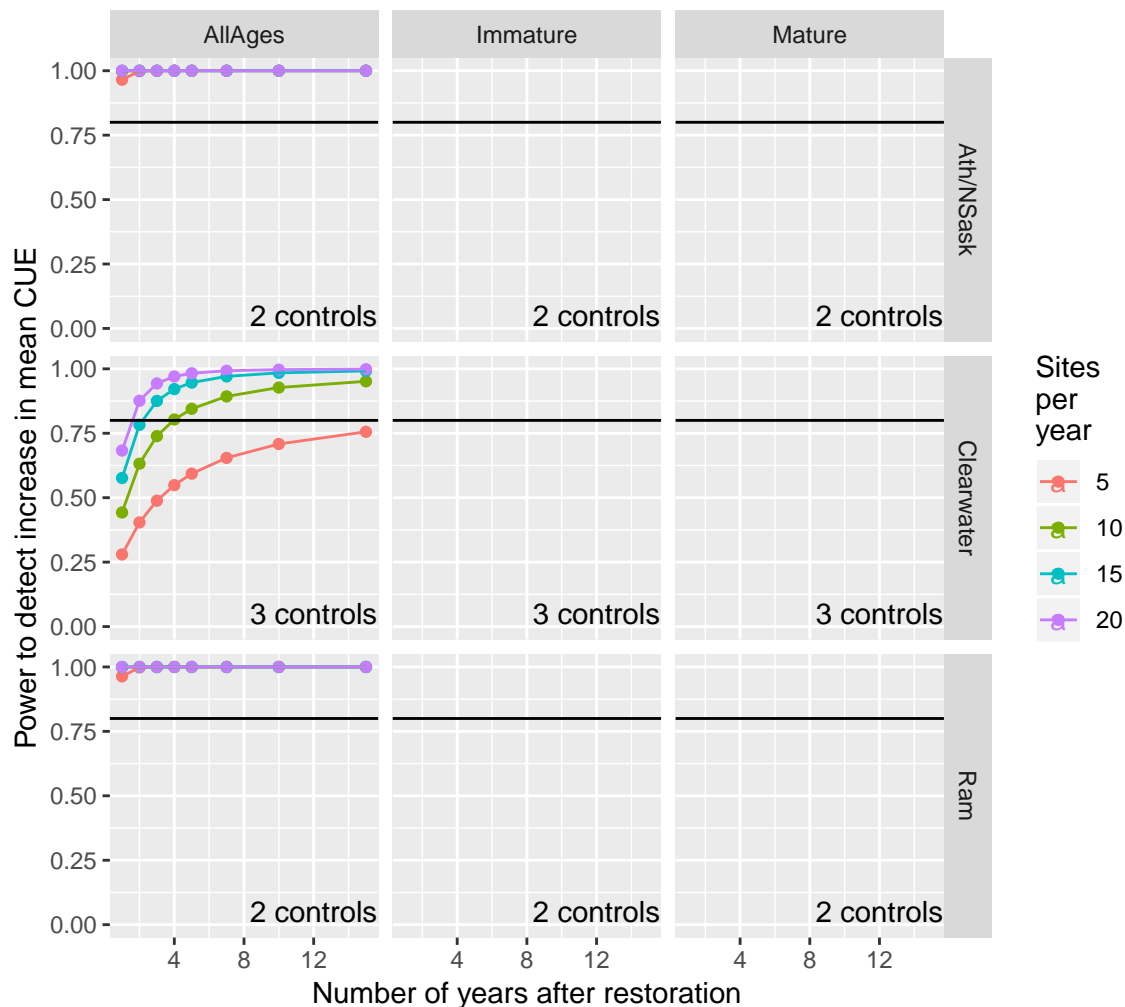 AllAges
Immature
Mature
Power to detect increase in mean CUE
1.00
0.75
0.50
0.25
0.00
2 controls
2 controls
2 controls
Ath/NSask
1.00
0.75
0.50
0.25
0.00
3 controls
3 controls
3 controls
Clearwater
1.00
0.75
0.50
0.25
0.00
2 controls
2 controls
2 controls
Ram
4 8 12
4 8 12
4 8 12
Number of years after restoration
Sites
per
year
a 5
a 10
a 15
a 20